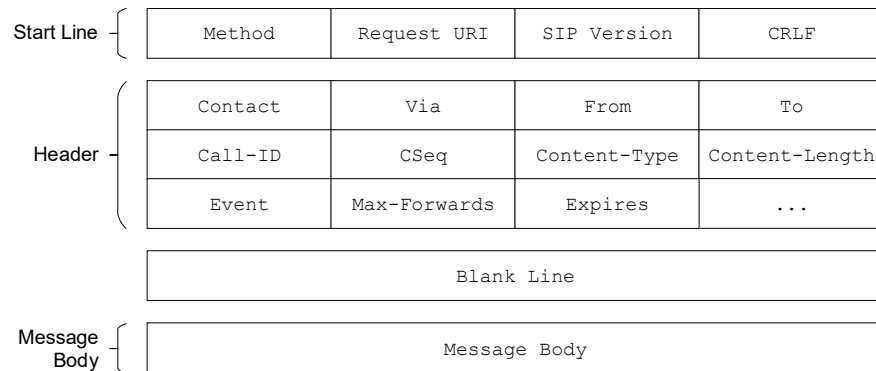 Start Line Method Request URI SIP Version CRLF
Contact Via From To
Header Call-ID CSeq Content-Type Content-Length
Event Max-Forwards Expires ...
Blank Line
Message
Body
Message Body